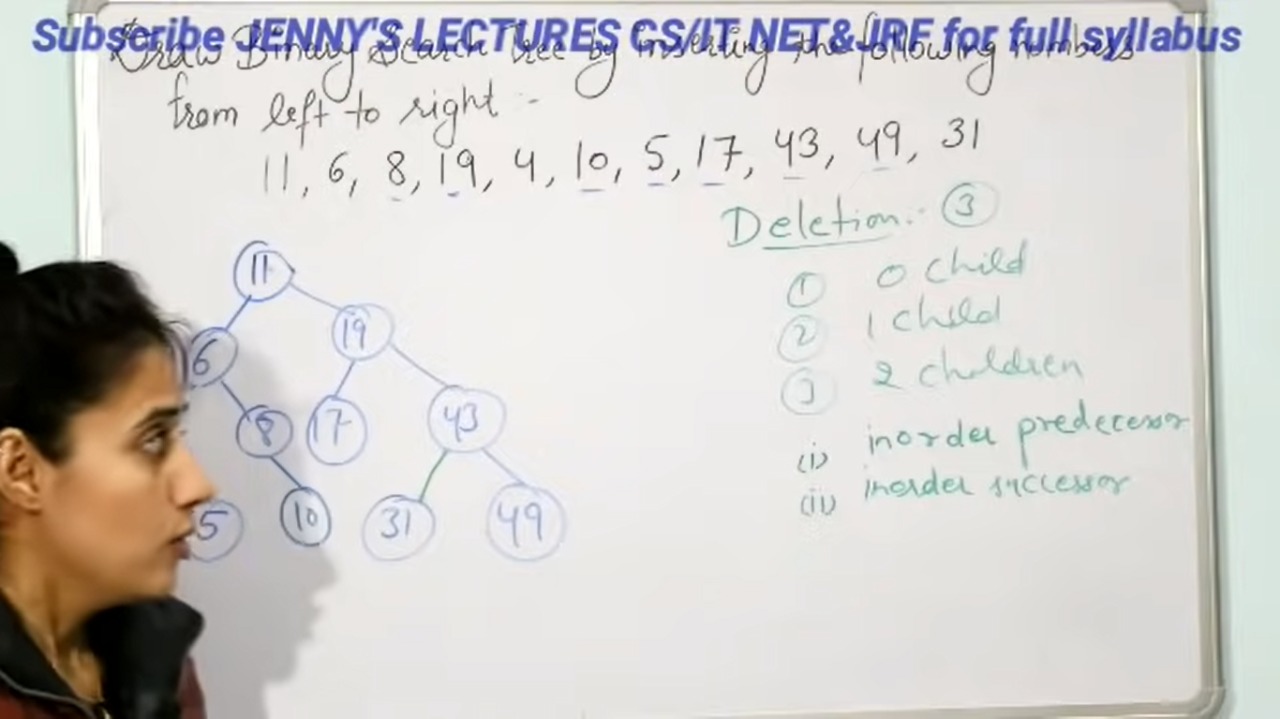 Subscribe JENNY'S LECTURES CS/IT NET&JRF for full syllabus
Draw Binary Search tree by inserting the following numbers
from left to right :-
11, 6, 8, 19, 4, 10, 5, 17, 43, 49, 31
Deletion:- 3
1 0 child
2 1 child
3 2 children
(i) inorder predecessor
(ii) inorder successor
11
6 19
8 17 43
5 10 31 49